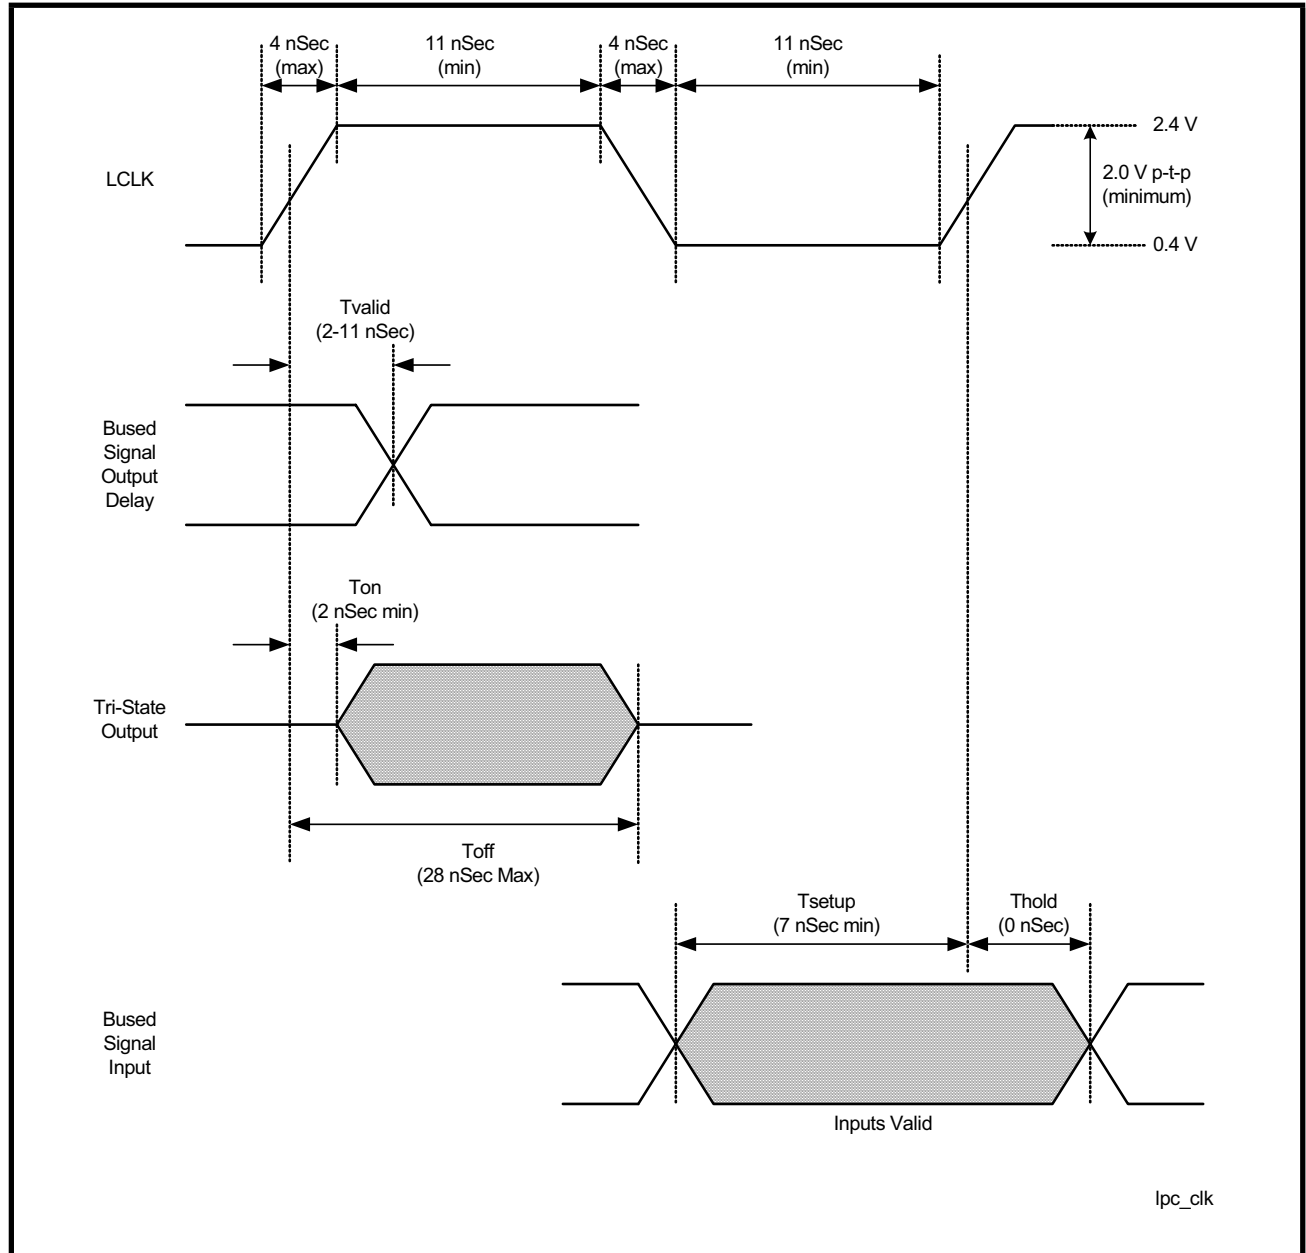 4 nSec
(max)
11 nSec
(min)
4 nSec
(max)
11 nSec
(min)
LCLK
2.4 V
2.0 V p-t-p
(minimum)
0.4 V
Tvalid
(2-11 nSec)
Bused
Signal
Output
Delay
Ton
(2 nSec min)
Tri-State
Output
Toff
(28 nSec Max)
Tsetup
(7 nSec min)
Thold
(0 nSec)
Bused
Signal
Input
Inputs Valid
lpc_clk